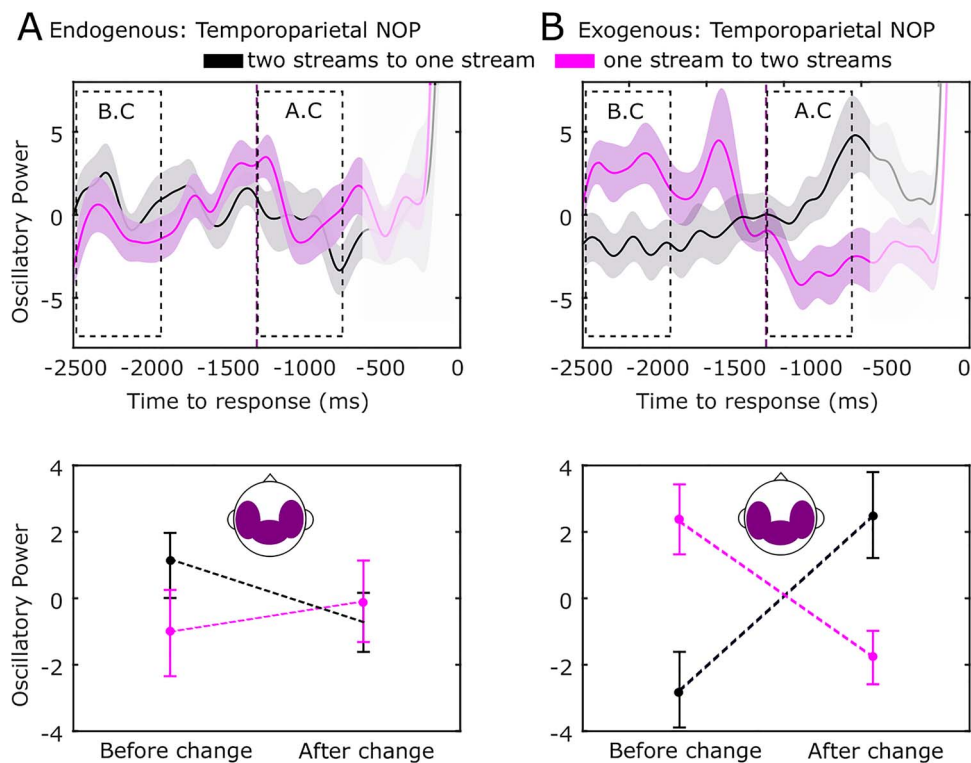 A Endogenous: Temporoparietal NOP
B Exogenous: Temporoparietal NOP
two streams to one stream
one stream to two streams
B.C
A.C
B.C
A.C
Oscillatory Power
5
0
-5
5
0
-5
-2500 -2000 -1500 -1000 -500 0
-2500 -2000 -1500 -1000 -500 0
Time to response (ms)
Time to response (ms)
Oscillatory Power
4
2
0
-2
-4
4
2
0
-2
-4
Before change After change
Before change After change